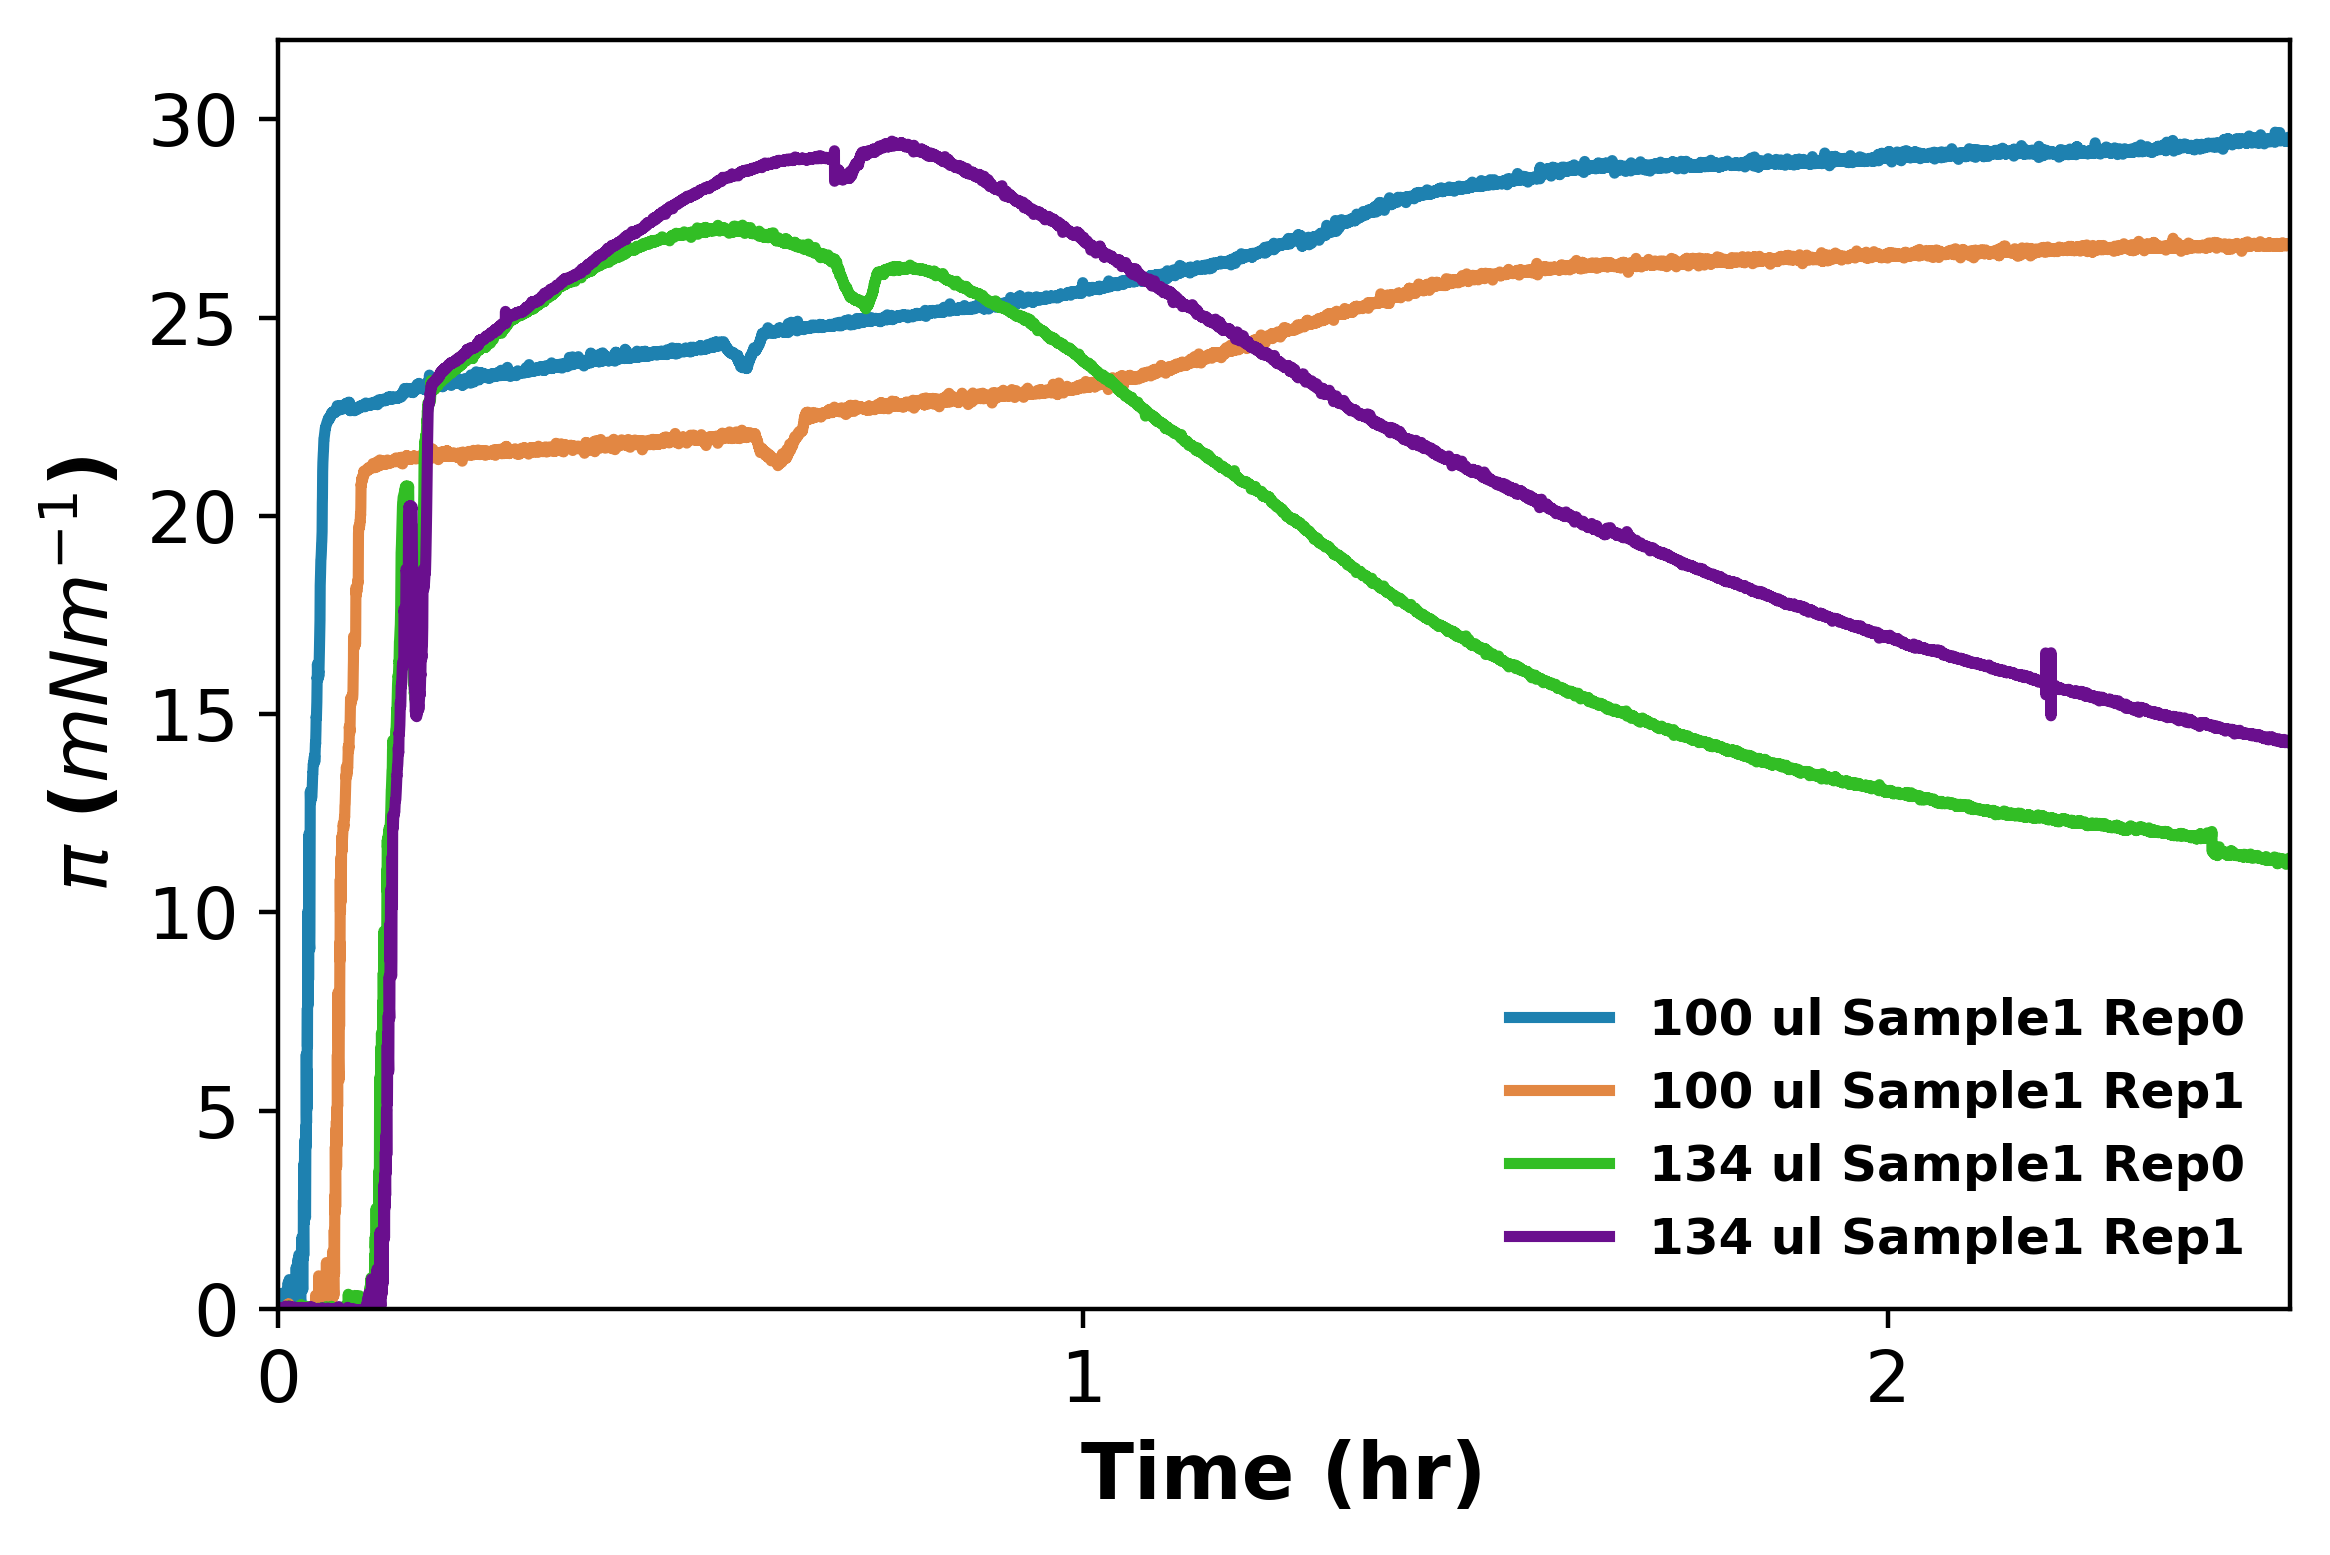 30
25
20
15
10
5
0
π (mNm⁻¹)
0 1 2
Time (hr)
100 ul Sample1 Rep0
100 ul Sample1 Rep1
134 ul Sample1 Rep0
134 ul Sample1 Rep1